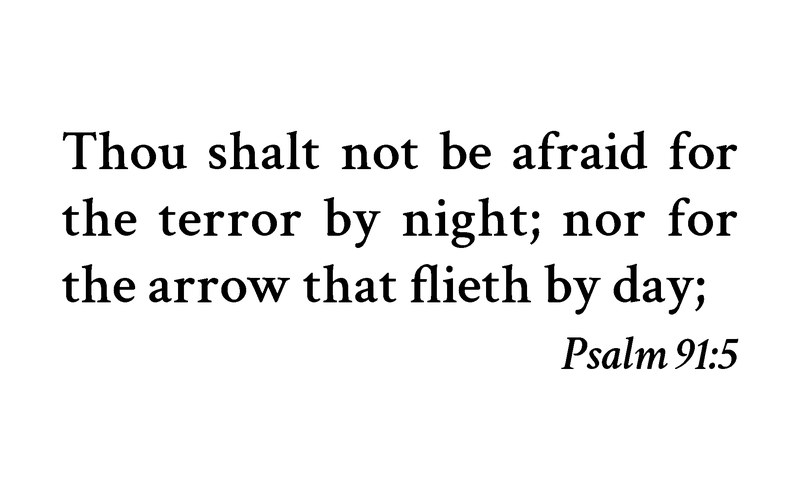 Thou shalt not be afraid for
the terror by night; nor for
the arrow that flieth by day;
Psalm 91:5